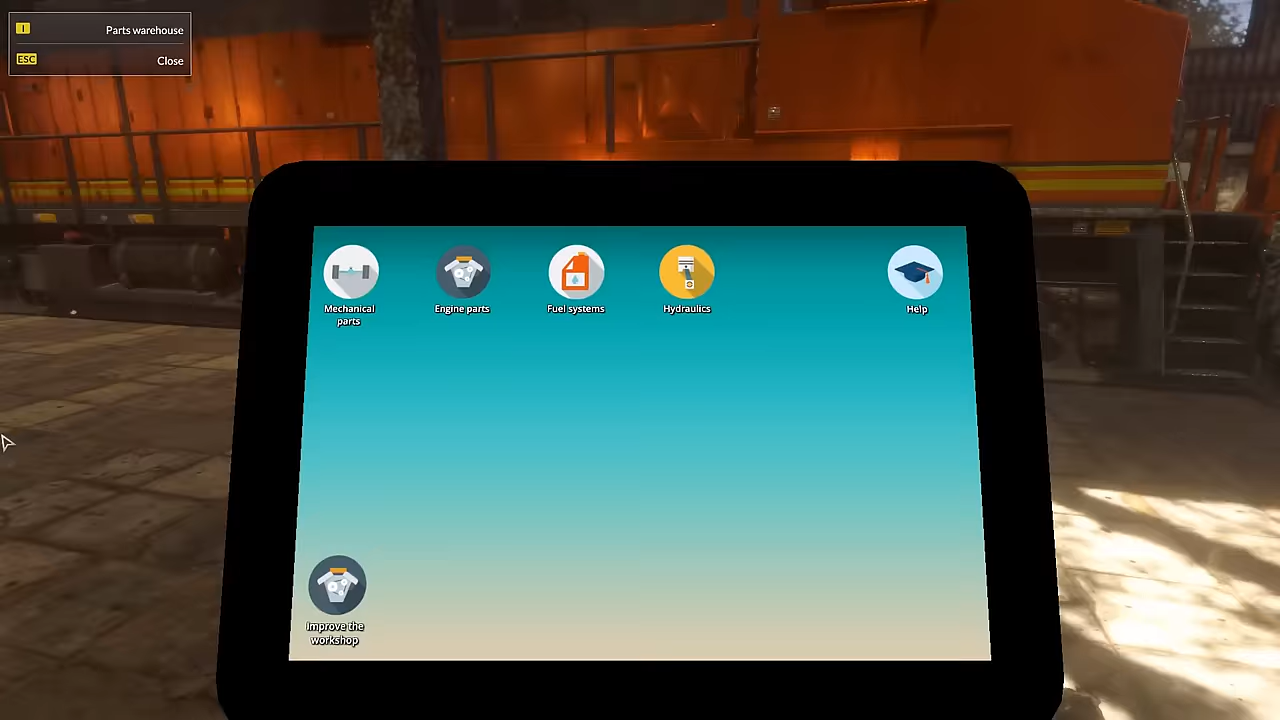 I Parts warehouse
ESC Close
Mechanical
parts
Engine parts
Fuel systems
Hydraulics
Help
Improve the
workshop